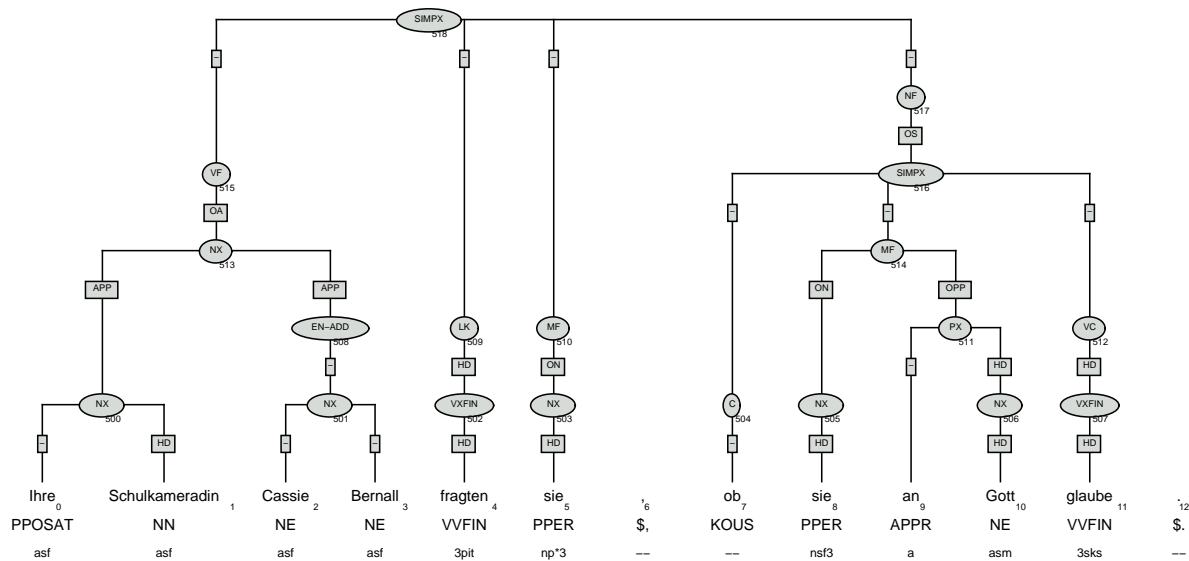 SIMPX
518
– – – –
NF
517
OS
VF
515
SIMPX
516
OA
– – –
NX
513
MF
514
APP APP ON OPP
EN–ADD
508
LK
509
MF
510
PX
511
VC
512
– HD ON – HD HD
NX
500
NX
501
VXFIN
502
NX
503
C
504
NX
505
NX
506
VXFIN
507
– HD – – HD HD – HD HD HD
Ihre 0 Schulkameradin 1 Cassie 2 Bernall 3 fragten 4 sie 5 , 6 ob 7 sie 8 an 9 Gott 10 glaube 11 . 12
PPOSAT NN NE NE VVFIN PPER $, KOUS PPER APPR NE VVFIN $.
asf asf asf asf 3pit np*3 –– –– nsf3 a asm 3sks ––